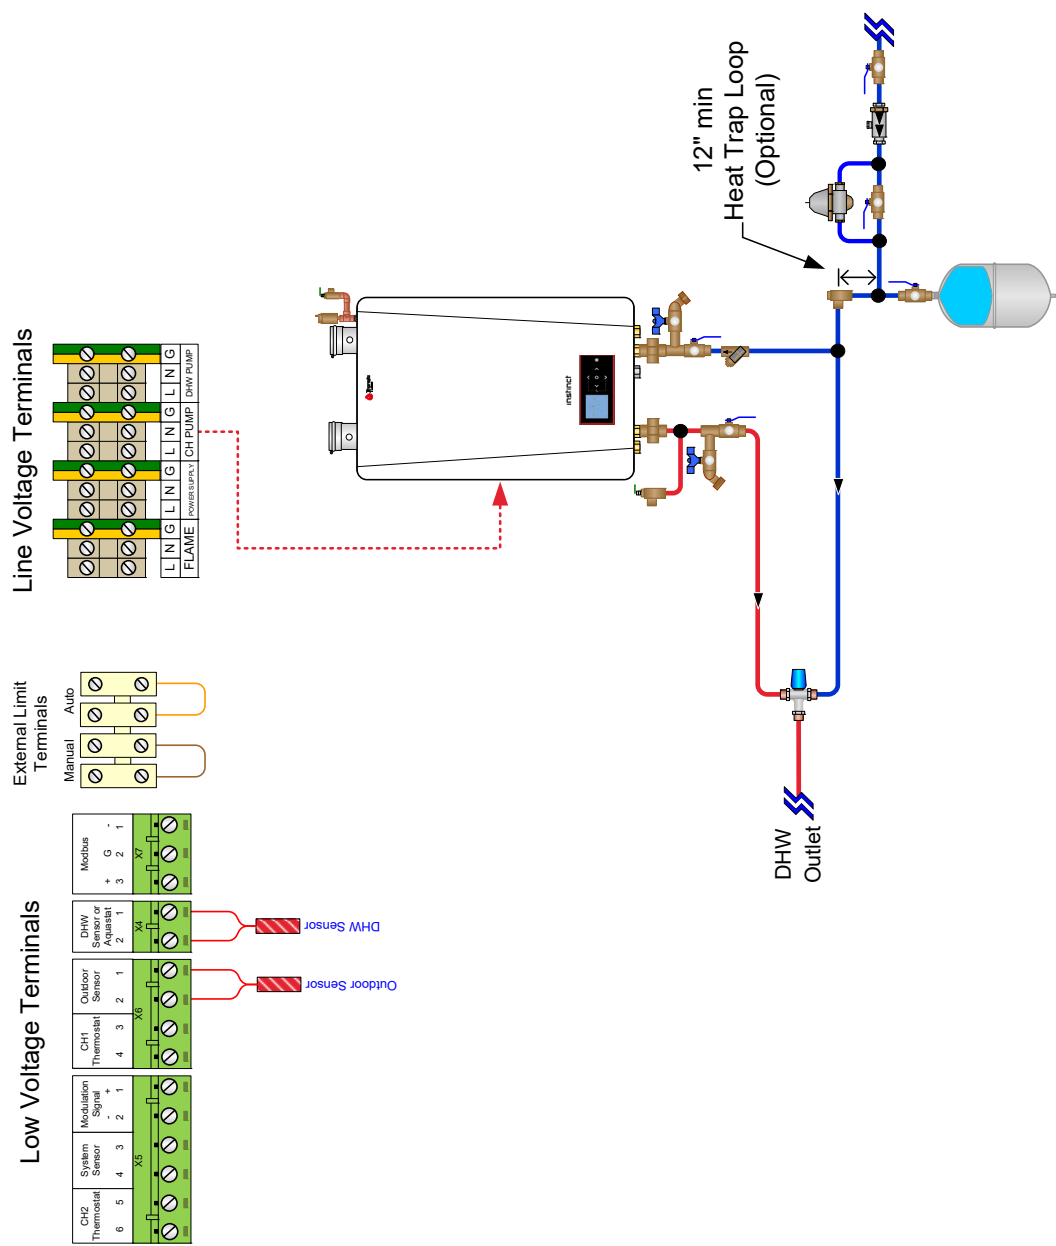 Low Voltage Terminals
CH2
Thermostat
6 5
System
Sensor
4 3
Modulation
Signal
- +
2 1
X5
CH1
Thermostat
4 3
Outdoor
Sensor
2 1
X6
DHW
Sensor or
Aquastat
2 1
X4
Modbus
+ G -
3 2 1
X7
Outdoor Sensor
DHW Sensor
External Limit
Terminals
Manual Auto
Line Voltage Terminals
L N G L N G L N G L N G
FLAME POWER SUPPLY CH PUMP DHW PUMP
instinct
12" min
Heat Trap Loop
(Optional)
DHW
Outlet